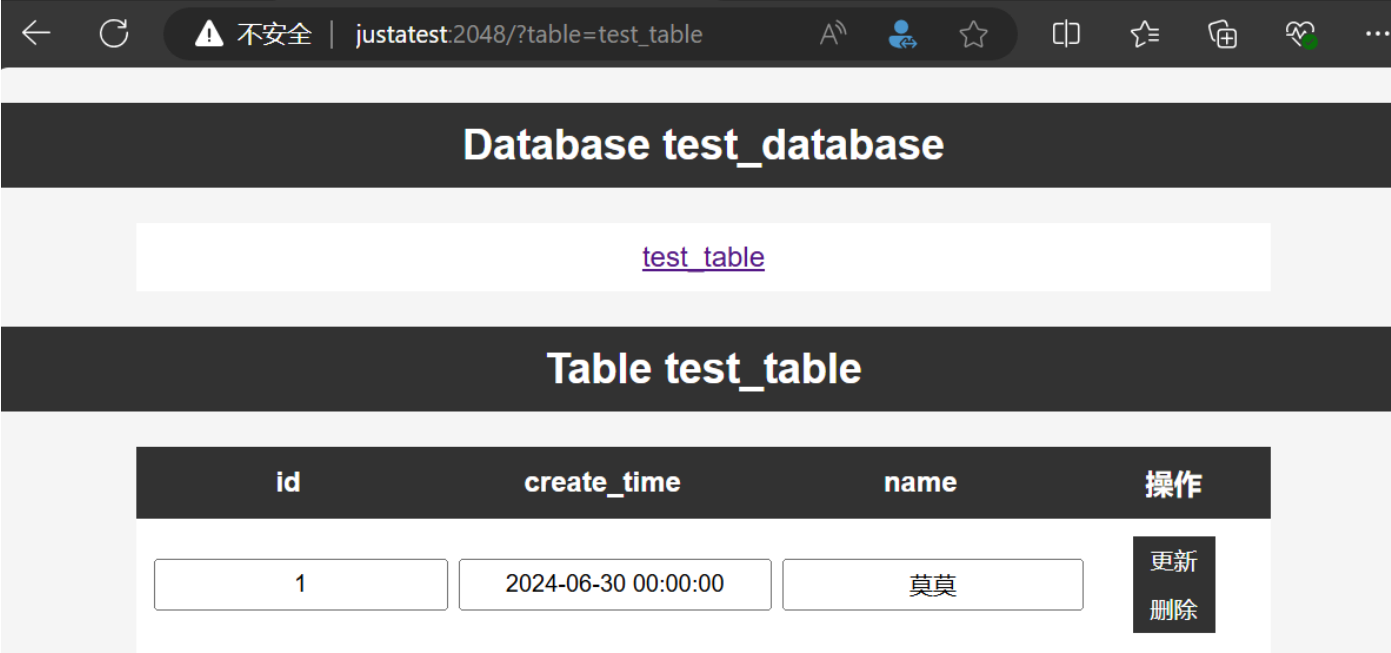 不安全 justatest:2048/?table=test_table
Database test_database
test_table
Table test_table
id create_time name 操作
1 2024-06-30 00:00:00 莫莫 更新
删除